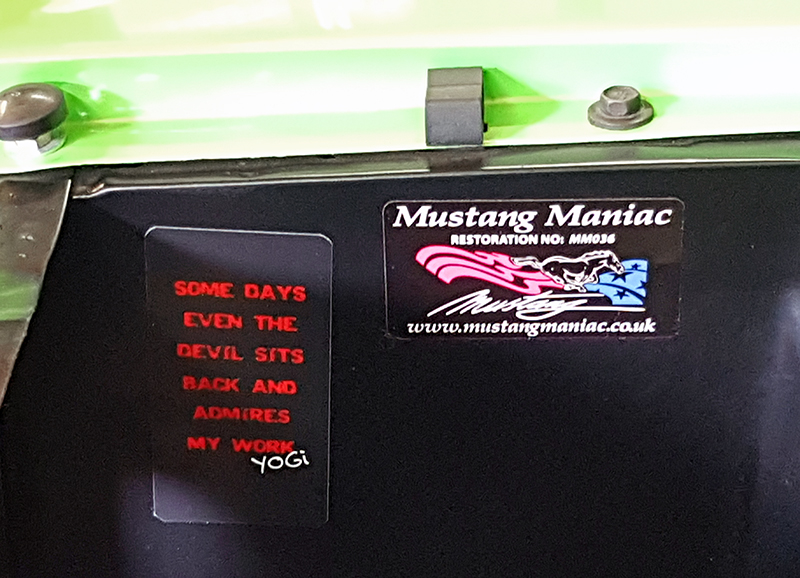 SOME DAYS
EVEN THE
DEVIL SITS
BACK AND
ADMIRES
MY WORK
YOGi
Mustang Maniac
RESTORATION NO: MM036
Mustang
www.mustangmaniac.co.uk